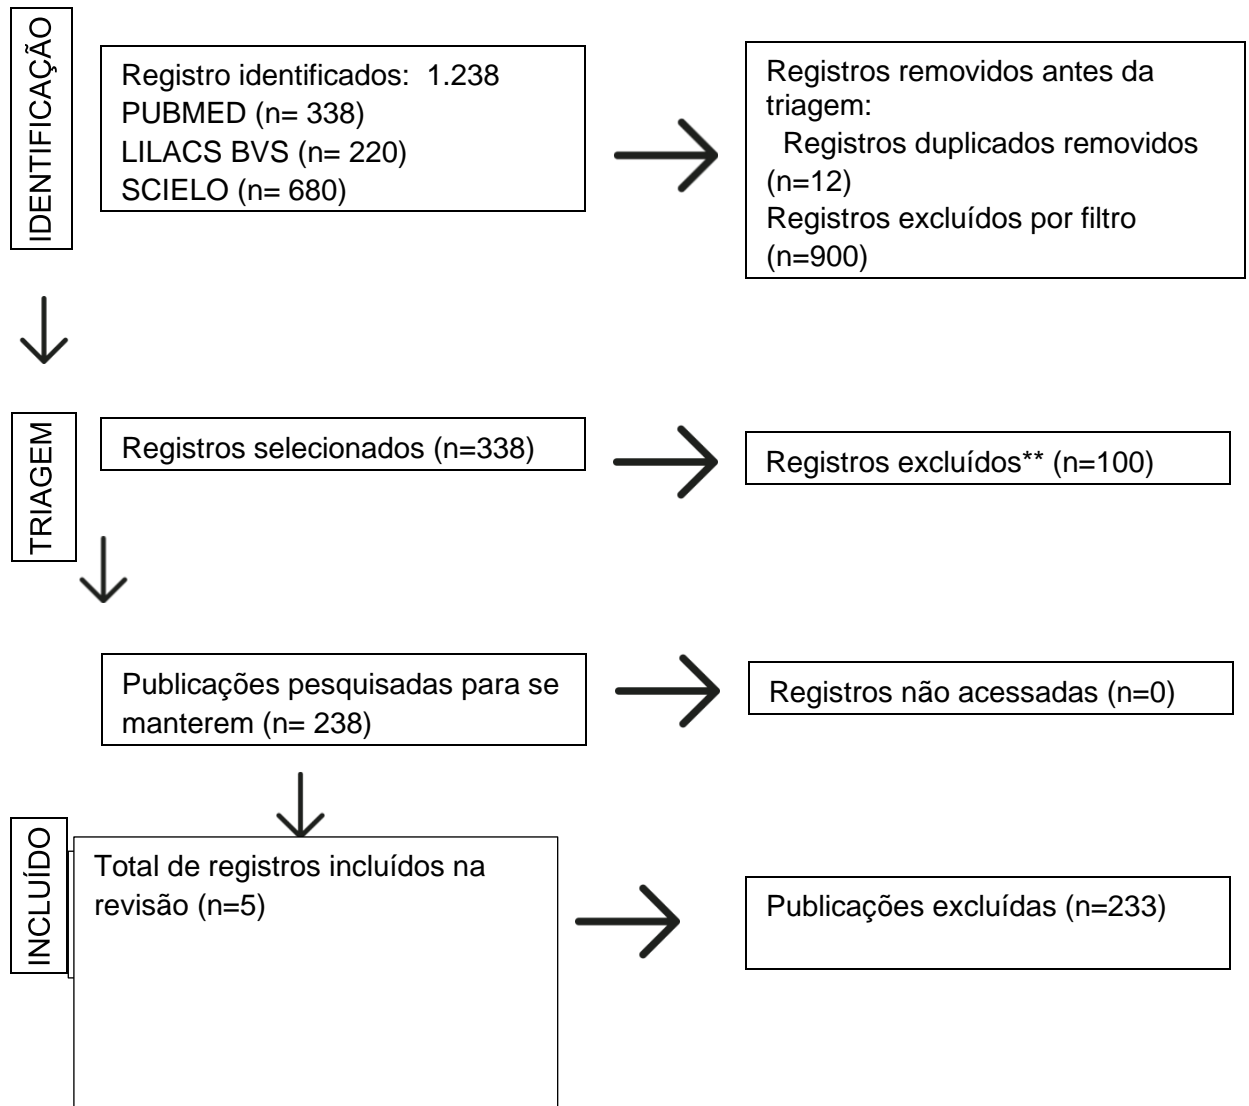 IDENTIFICAÇÃO
Registro identificados: 1.238
PUBMED (n= 338)
LILACS BVS (n= 220)
SCIELO (n= 680)
Registros removidos antes da
triagem:
Registros duplicados removidos
(n=12)
Registros excluídos por filtro
(n=900)
TRIAGEM
Registros selecionados (n=338)
Registros excluídos** (n=100)
Publicações pesquisadas para se
manterem (n= 238)
Registros não acessadas (n=0)
INCLUÍDO
Total de registros incluídos na
revisão (n=5)
Publicações excluídas (n=233)